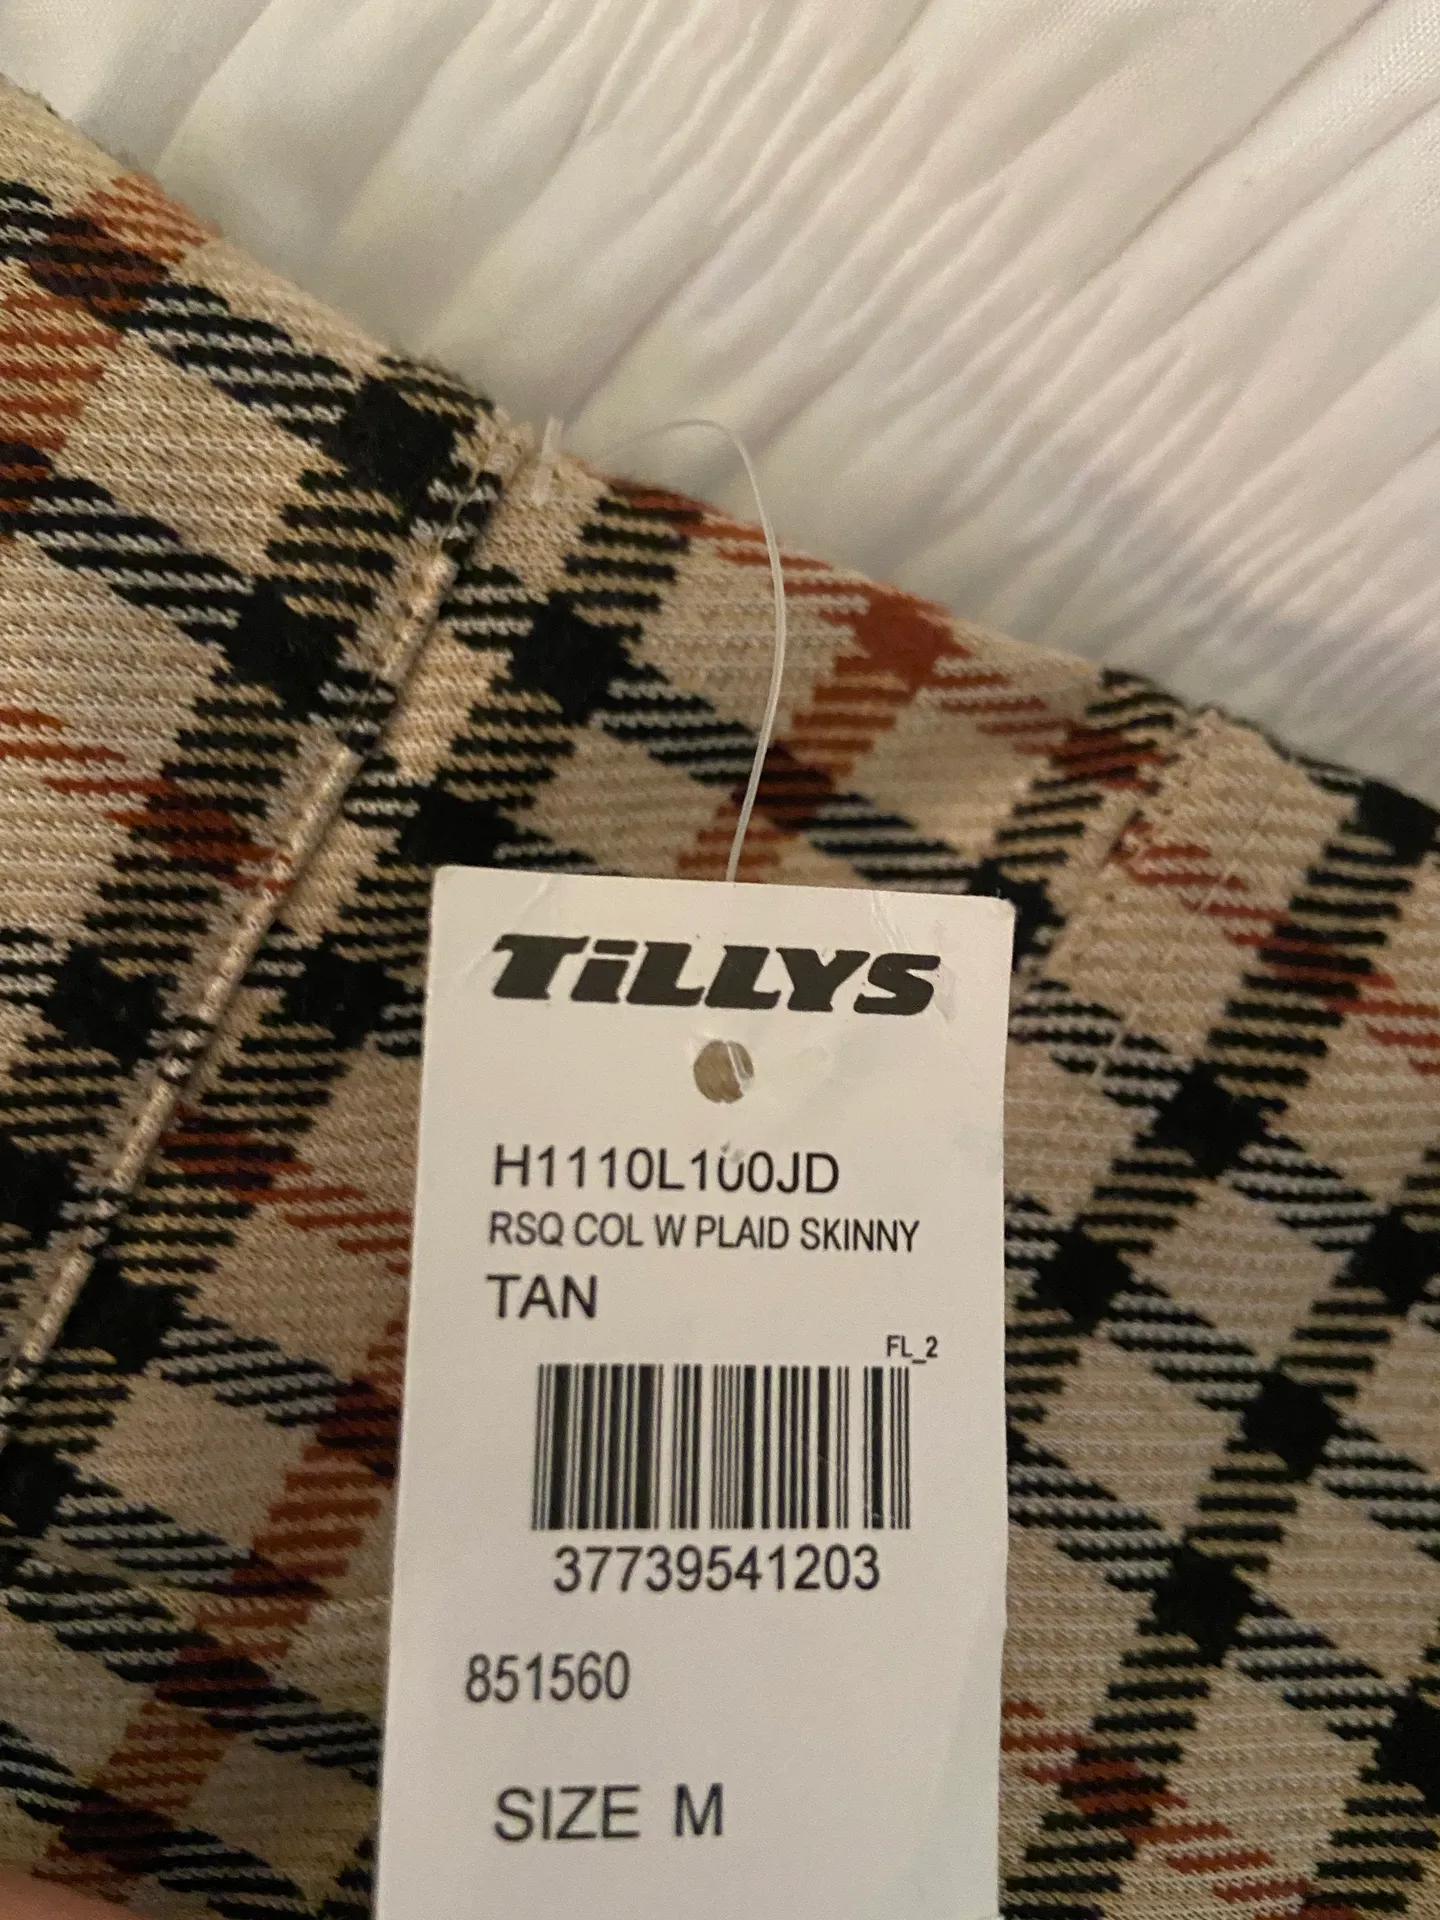 TiLLYS
H1110L100JD
RSQ COL W PLAID SKINNY
TAN
FL_2
37739541203
851560
SIZE M